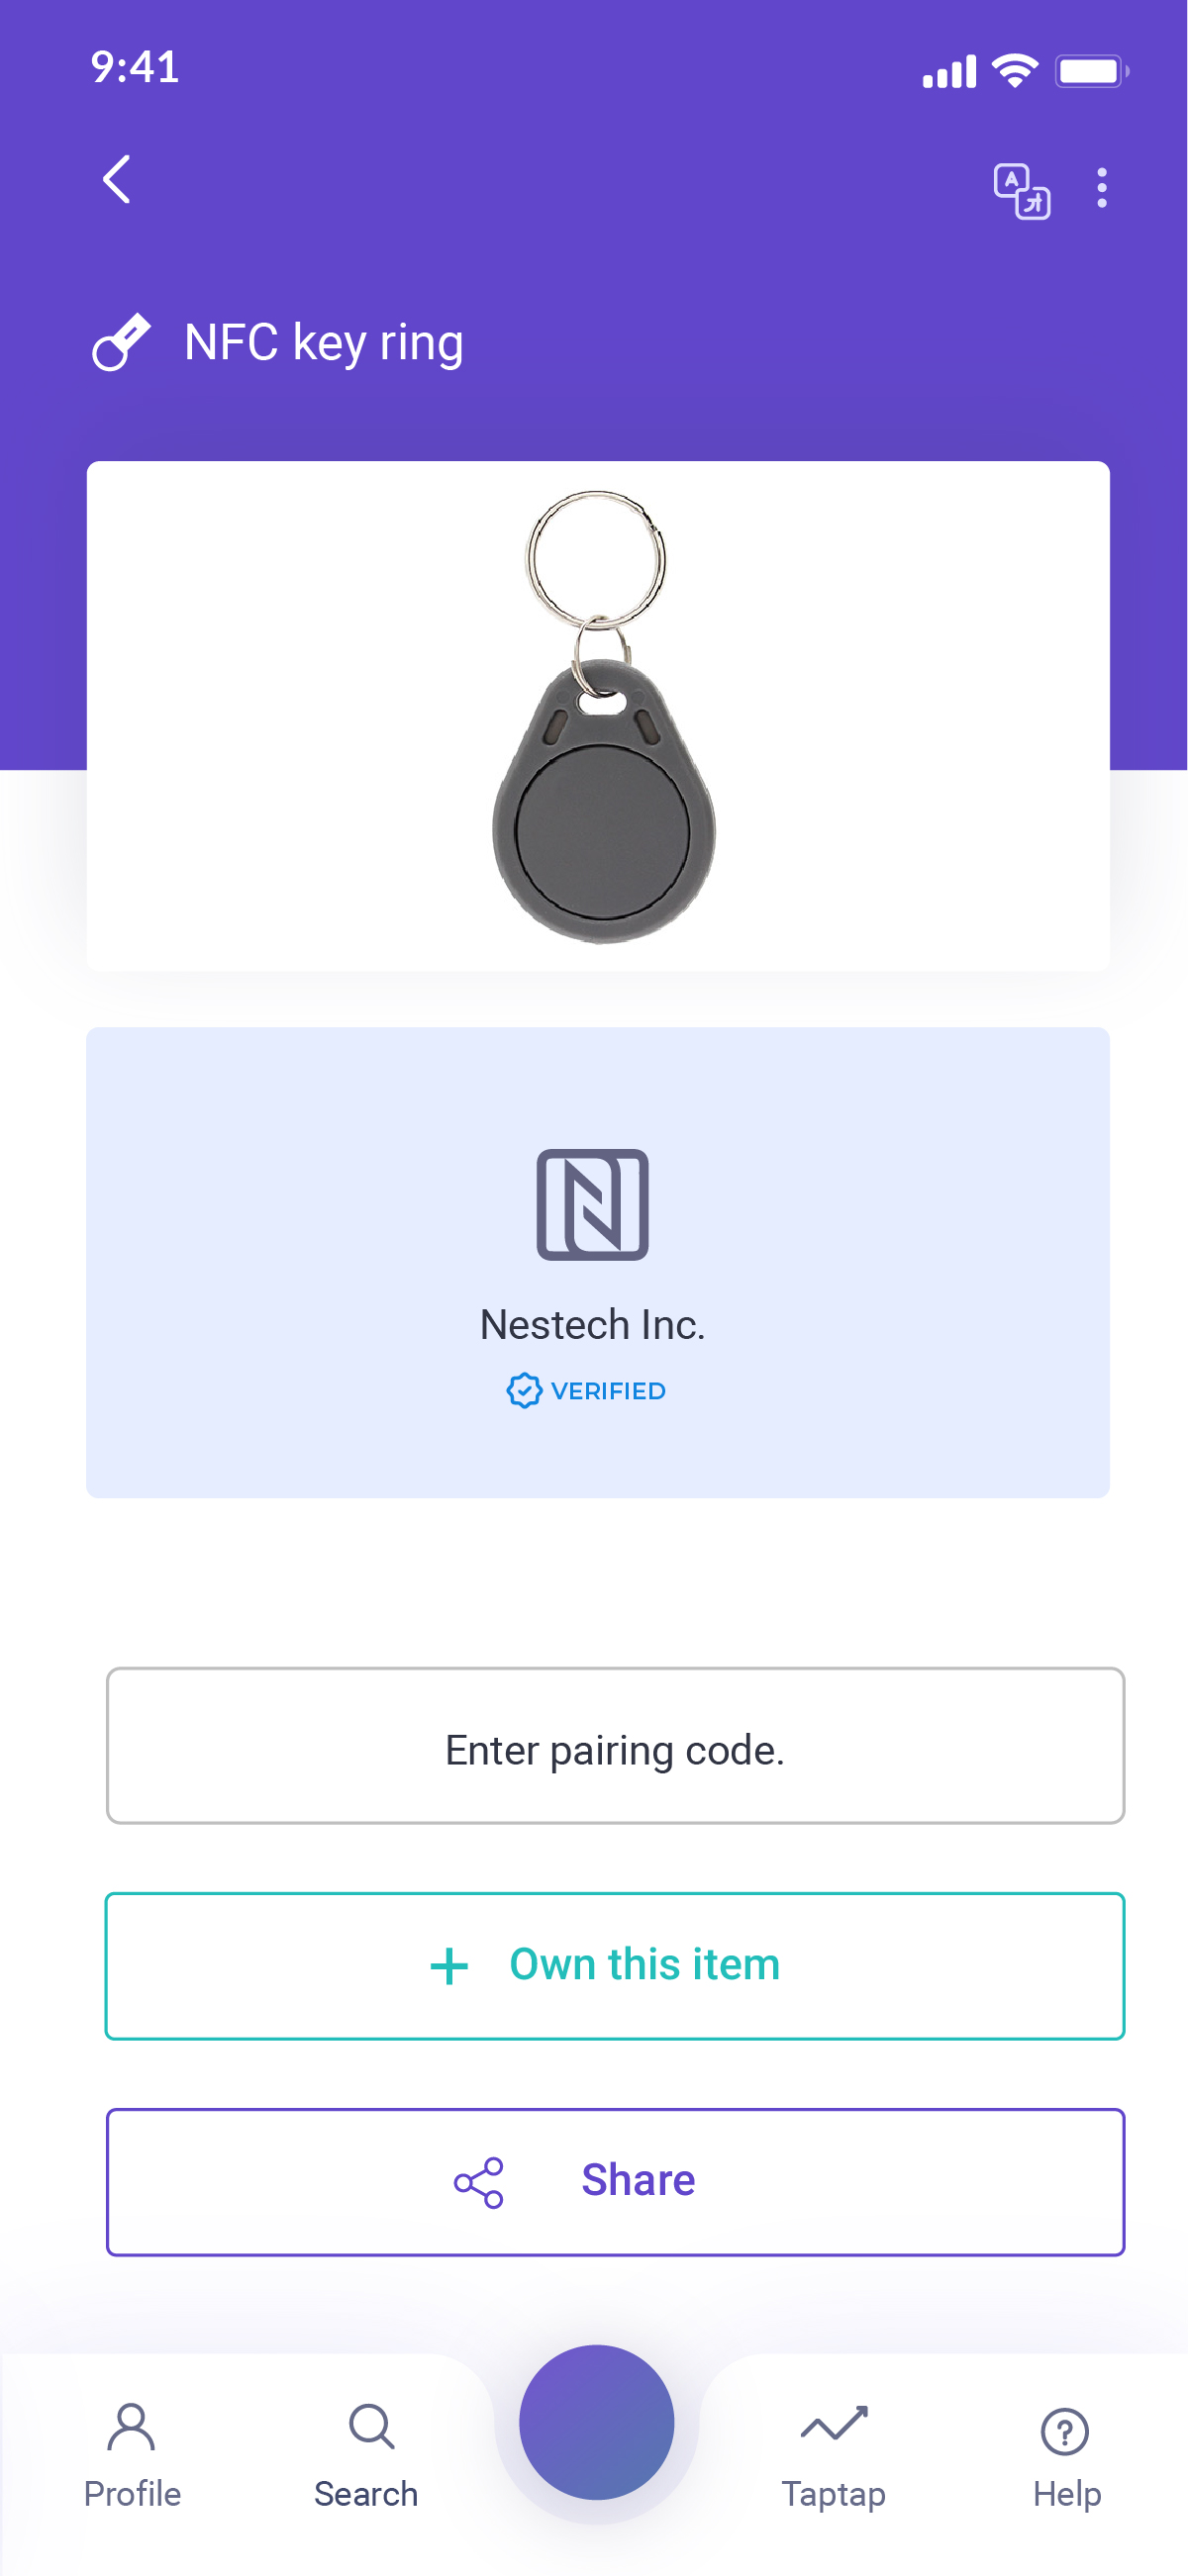 9:41
NFC key ring
Nestech Inc.
VERIFIED
Enter pairing code.
+ Own this item
Share
Profile
Search
Taptap
Help